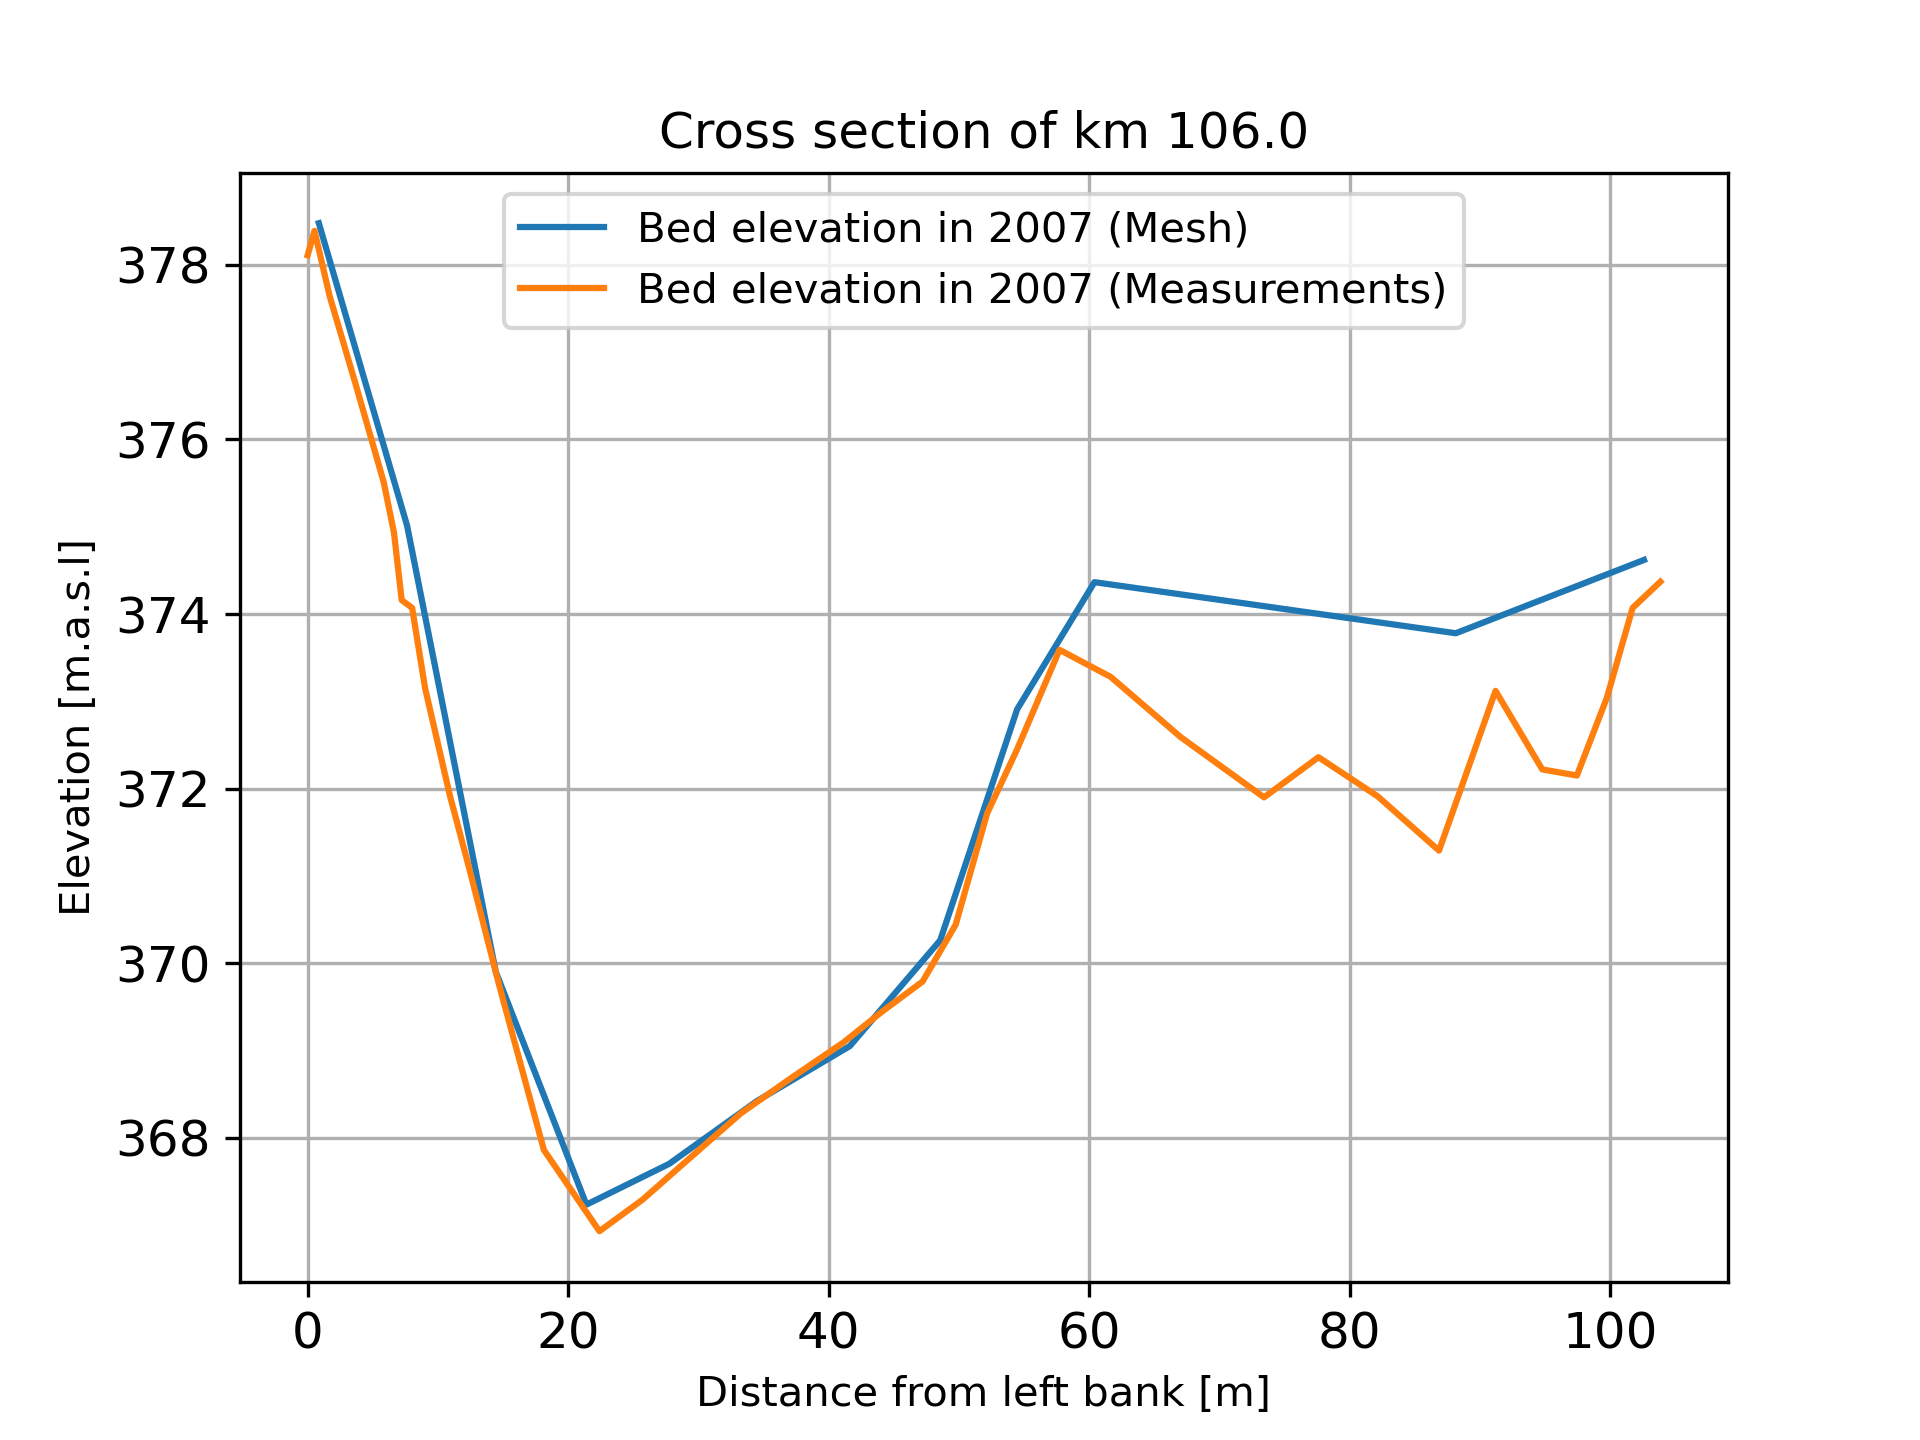 Cross section of km 106.0
Bed elevation in 2007 (Mesh)
Bed elevation in 2007 (Measurements)
378
376
374
372
370
368
Elevation [m.a.s.l]
0 20 40 60 80 100
Distance from left bank [m]